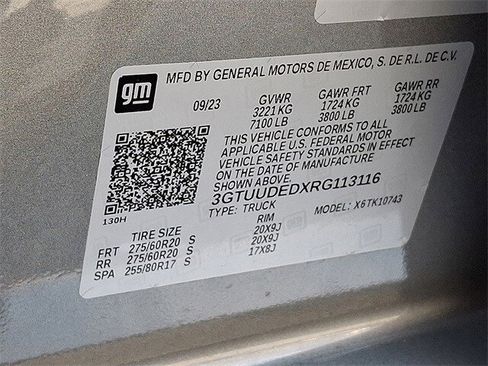 gm
MFD BY GENERAL MOTORS DE MEXICO, S. DE R.L. DE C.V.
09/23 GVWR GAWR FRT GAWR RR
3221 KG 1724 KG 1724 KG
7100 LB 3800 LB 3800 LB
THIS VEHICLE CONFORMS TO ALL
APPLICABLE U.S. FEDERAL MOTOR
VEHICLE SAFETY STANDARDS IN EFFECT
ON THE DATE OF MANUFACTURE
SHOWN ABOVE.
3GTUUDEDXRG113116
TYPE: TRUCK MODEL: X6TK10743
130H
TIRE SIZE RIM
FRT 275/60R20 S 20X9J
RR 275/60R20 S 20X9J
SPA 255/80R17 S 17X8J